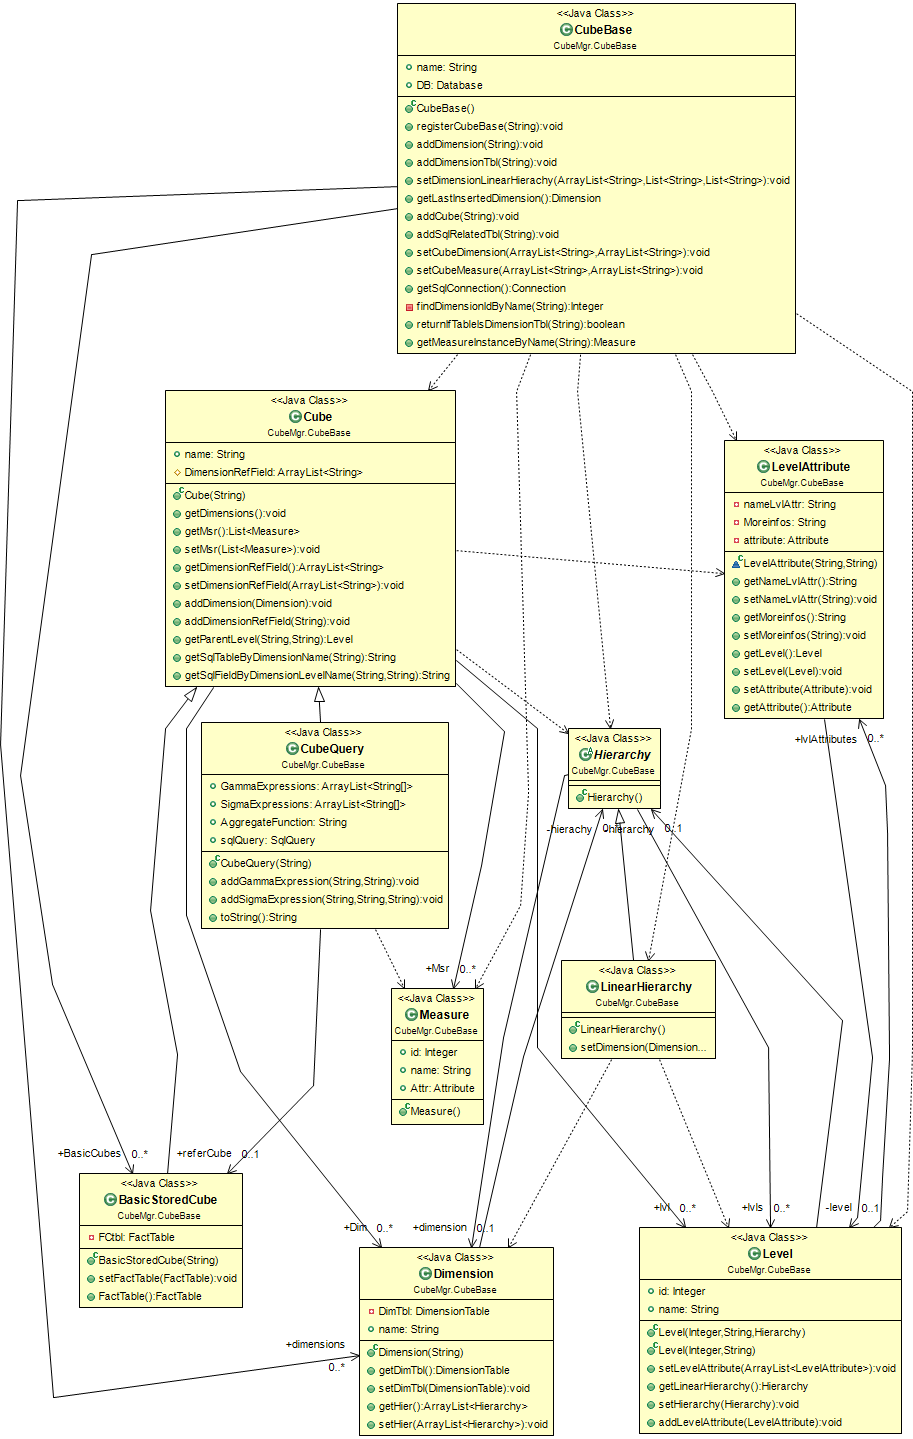 <<Java Class>>
CubeBase
CubeMgr.CubeBase
name: String
DB: Database
CubeBase()
registerCubeBase(String):void
addDimension(String):void
addDimensionTbl(String):void
setDimensionLinearHierachy(ArrayList<String>,List<String>,List<String>):void
getLastInsertedDimension():Dimension
addCube(String):void
addSqlRelatedTbl(String):void
setCubeDimension(ArrayList<String>,ArrayList<String>):void
setCubeMeasure(ArrayList<String>,ArrayList<String>):void
getSqlConnection():Connection
findDimensionIdByName(String):Integer
returnIfTableIsDimensionTbl(String):boolean
getMeasureInstanceByName(String):Measure
<<Java Class>>
Cube
CubeMgr.CubeBase
name: String
DimensionRefField: ArrayList<String>
Cube(String)
getDimensions():void
getMsr():List<Measure>
setMsr(List<Measure>):void
getDimensionRefField():ArrayList<String>
setDimensionRefField(ArrayList<String>):void
addDimension(Dimension):void
addDimensionRefField(String):void
getParentLevel(String,String):Level
getSqlTableByDimensionName(String):String
getSqlFieldByDimensionLevelName(String,String):String
<<Java Class>>
LevelAttribute
CubeMgr.CubeBase
nameLvlAttr: String
Moreinfos: String
attribute: Attribute
LevelAttribute(String,String)
getNameLvlAttr():String
setNameLvlAttr(String):void
getMoreinfos():String
setMoreinfos(String):void
getLevel():Level
setLevel(Level):void
setAttribute(Attribute):void
getAttribute():Attribute
+lvlAttributes 0..*
<<Java Class>>
CubeQuery
CubeMgr.CubeBase
GammaExpressions: ArrayList<String[]>
SigmaExpressions: ArrayList<String[]>
AggregateFunction: String
sqlQuery: SqlQuery
CubeQuery(String)
addGammaExpression(String,String):void
addSigmaExpression(String,String,String):void
toString():String
<<Java Class>>
Hierarchy
CubeMgr.CubeBase
Hierarchy()
-hierachy 0..*
-hierarchy 0..1
<<Java Class>>
LinearHierarchy
CubeMgr.CubeBase
LinearHierarchy()
setDimension(Dimension...
+Msr 0..*
<<Java Class>>
Measure
CubeMgr.CubeBase
id: Integer
name: String
Attr: Attribute
Measure()
+BasicCubes 0..*
+referCube 0..1
<<Java Class>>
BasicStoredCube
CubeMgr.CubeBase
FCtbl: FactTable
BasicStoredCube(String)
setFactTable(FactTable):void
FactTable():FactTable
+Dim 0..*
+dimension 0..1
+dimensions
0..*
<<Java Class>>
Dimension
CubeMgr.CubeBase
DimTbl: DimensionTable
name: String
Dimension(String)
getDimTbl():DimensionTable
setDimTbl(DimensionTable):void
getHier():ArrayList<Hierarchy>
setHier(ArrayList<Hierarchy>):void
+lvl 0..*
+lvls 0..*
-level 0..1
<<Java Class>>
Level
CubeMgr.CubeBase
id: Integer
name: String
Level(Integer,String,Hierarchy)
Level(Integer,String)
setLevelAttribute(ArrayList<LevelAttribute>):void
getLinearHierarchy():Hierarchy
setHierarchy(Hierarchy):void
addLevelAttribute(LevelAttribute):void